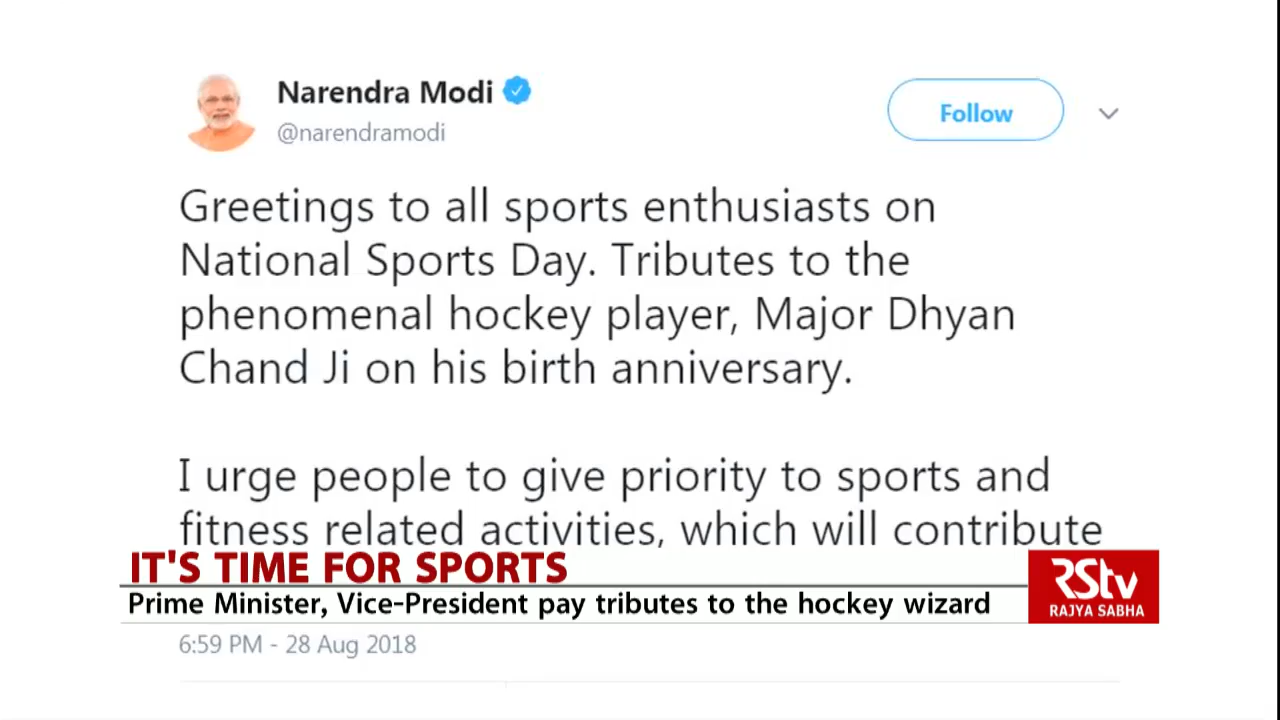 Narendra Modi
@narendramodi
Follow
Greetings to all sports enthusiasts on
National Sports Day. Tributes to the
phenomenal hockey player, Major Dhyan
Chand Ji on his birth anniversary.
I urge people to give priority to sports and
fitness related activities, which will contribute
IT'S TIME FOR SPORTS
Prime Minister, Vice-President pay tributes to the hockey wizard
RStv
RAJYA SABHA
6:59 PM - 28 Aug 2018